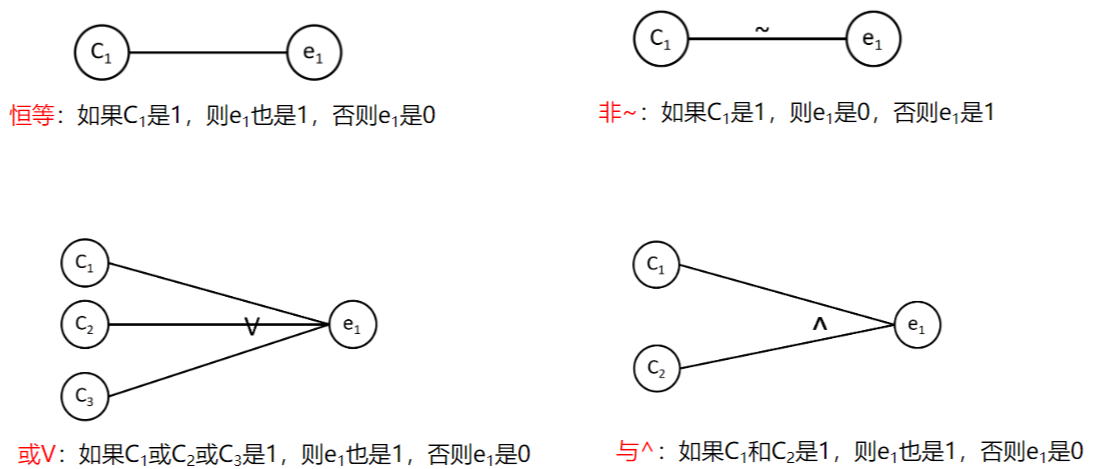 C₁ e₁
C₁ ~ e₁
恒等：如果C₁是1，则e₁也是1，否则e₁是0
非~：如果C₁是1，则e₁是0，否则e₁是1
C₁
C₂ V e₁
C₃
C₁
^ e₁
C₂
或V：如果C₁或C₂或C₃是1，则e₁也是1，否则e₁是0
与^：如果C₁和C₂是1，则e₁也是1，否则e₁是0